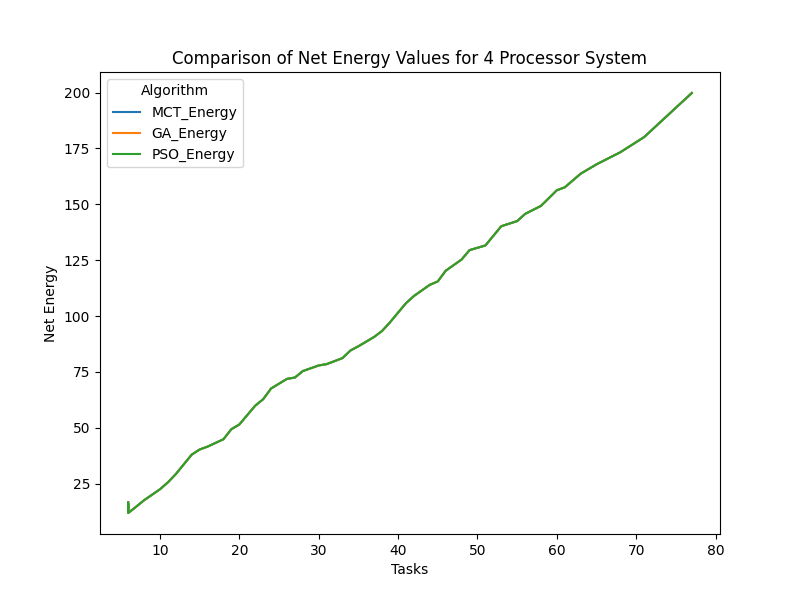 Comparison of Net Energy Values for 4 Processor System
Algorithm
MCT_Energy
GA_Energy
PSO_Energy
200
175
150
125
100
75
50
25
Net Energy
10 20 30 40 50 60 70 80
Tasks